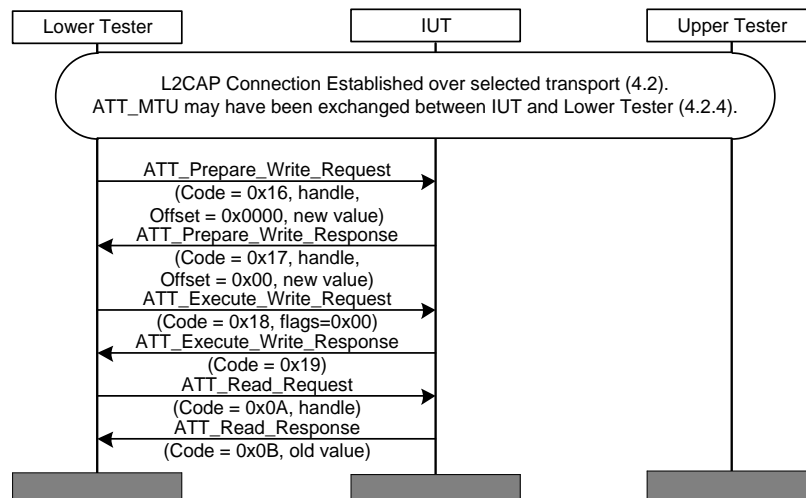 Lower Tester
IUT
Upper Tester
L2CAP Connection Established over selected transport (4.2).
ATT_MTU may have been exchanged between IUT and Lower Tester (4.2.4).
ATT_Prepare_Write_Request
(Code = 0x16, handle,
Offset = 0x0000, new value)
ATT_Prepare_Write_Response
(Code = 0x17, handle,
Offset = 0x00, new value)
ATT_Execute_Write_Request
(Code = 0x18, flags=0x00)
ATT_Execute_Write_Response
(Code = 0x19)
ATT_Read_Request
(Code = 0x0A, handle)
ATT_Read_Response
(Code = 0x0B, old value)